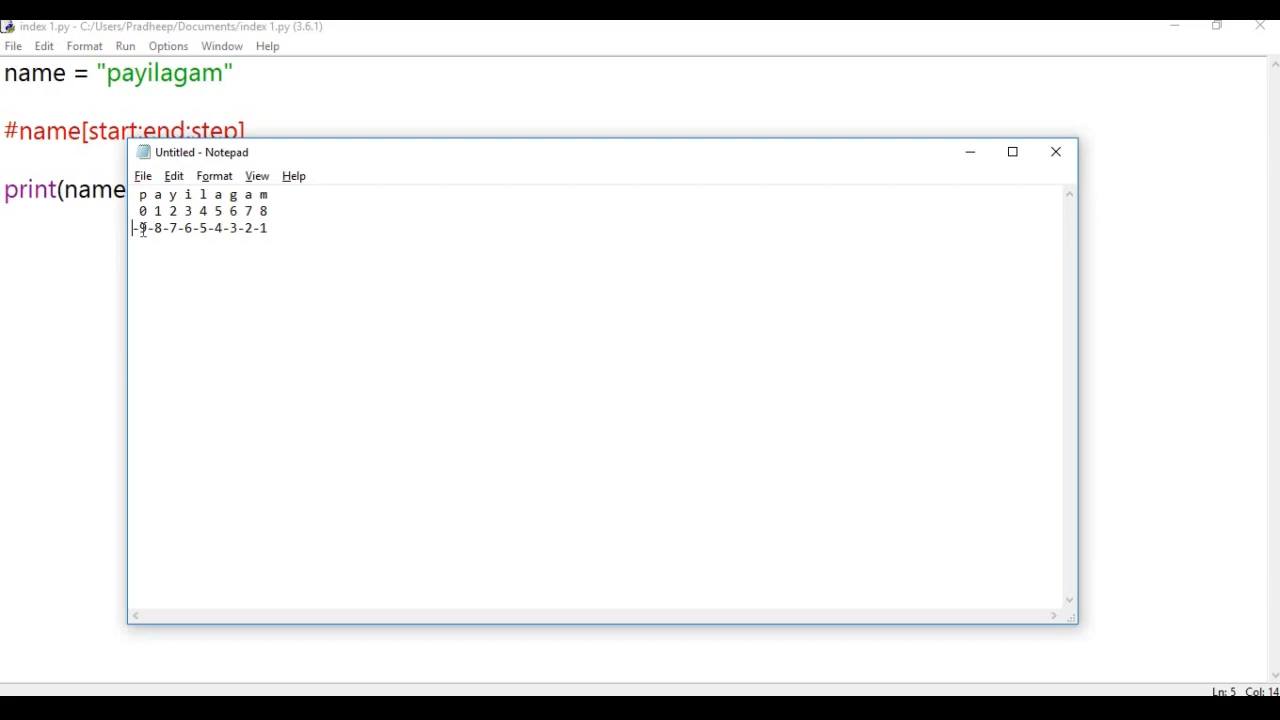 index 1.py - C:/Users/Pradheep/Documents/index 1.py (3.6.1)
File Edit Format Run Options Window Help
name = "payilagam"
#name[start:end:step]
print(name
Untitled - Notepad
File Edit Format View Help
p a y i l a g a m
0 1 2 3 4 5 6 7 8
-9-8-7-6-5-4-3-2-1
Ln: 5 Col: 14